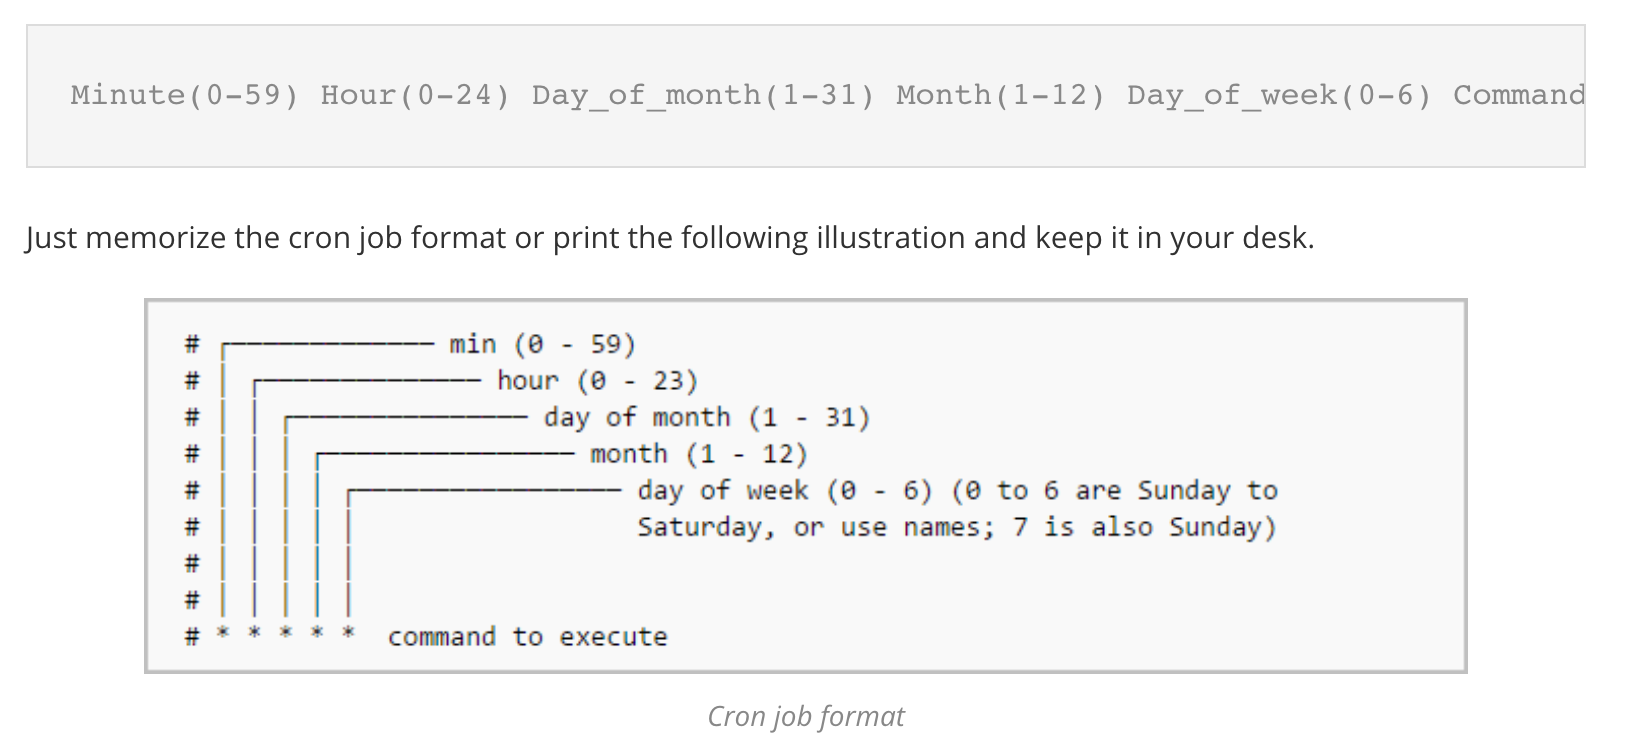 Minute(0-59) Hour(0-24) Day_of_month(1-31) Month(1-12) Day_of_week(0-6) Command
Just memorize the cron job format or print the following illustration and keep it in your desk.
# min (0 - 59)
# hour (0 - 23)
# day of month (1 - 31)
# month (1 - 12)
# day of week (0 - 6) (0 to 6 are Sunday to
# Saturday, or use names; 7 is also Sunday)
#
#
# * * * * * command to execute
Cron job format